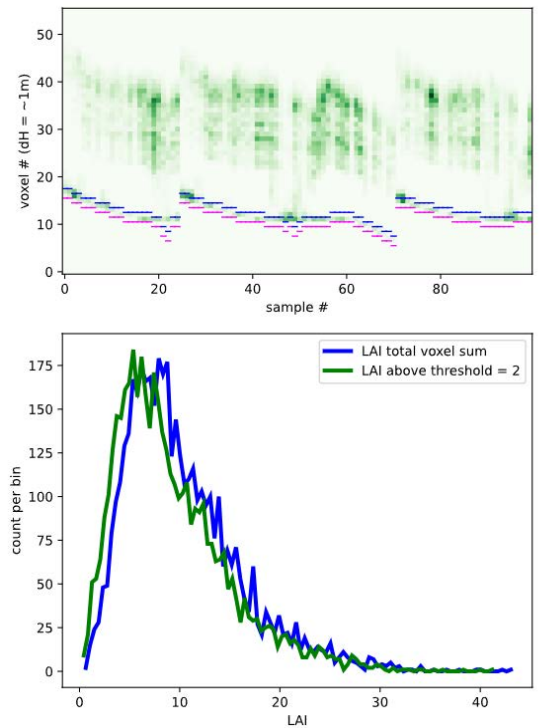 50
40
30
20
10
0
voxel # (dH = ~1m)
0 20 40 60 80
sample #
175
150
125
100
75
50
25
0
count per bin
LAI total voxel sum
LAI above threshold = 2
0 10 20 30 40
LAI